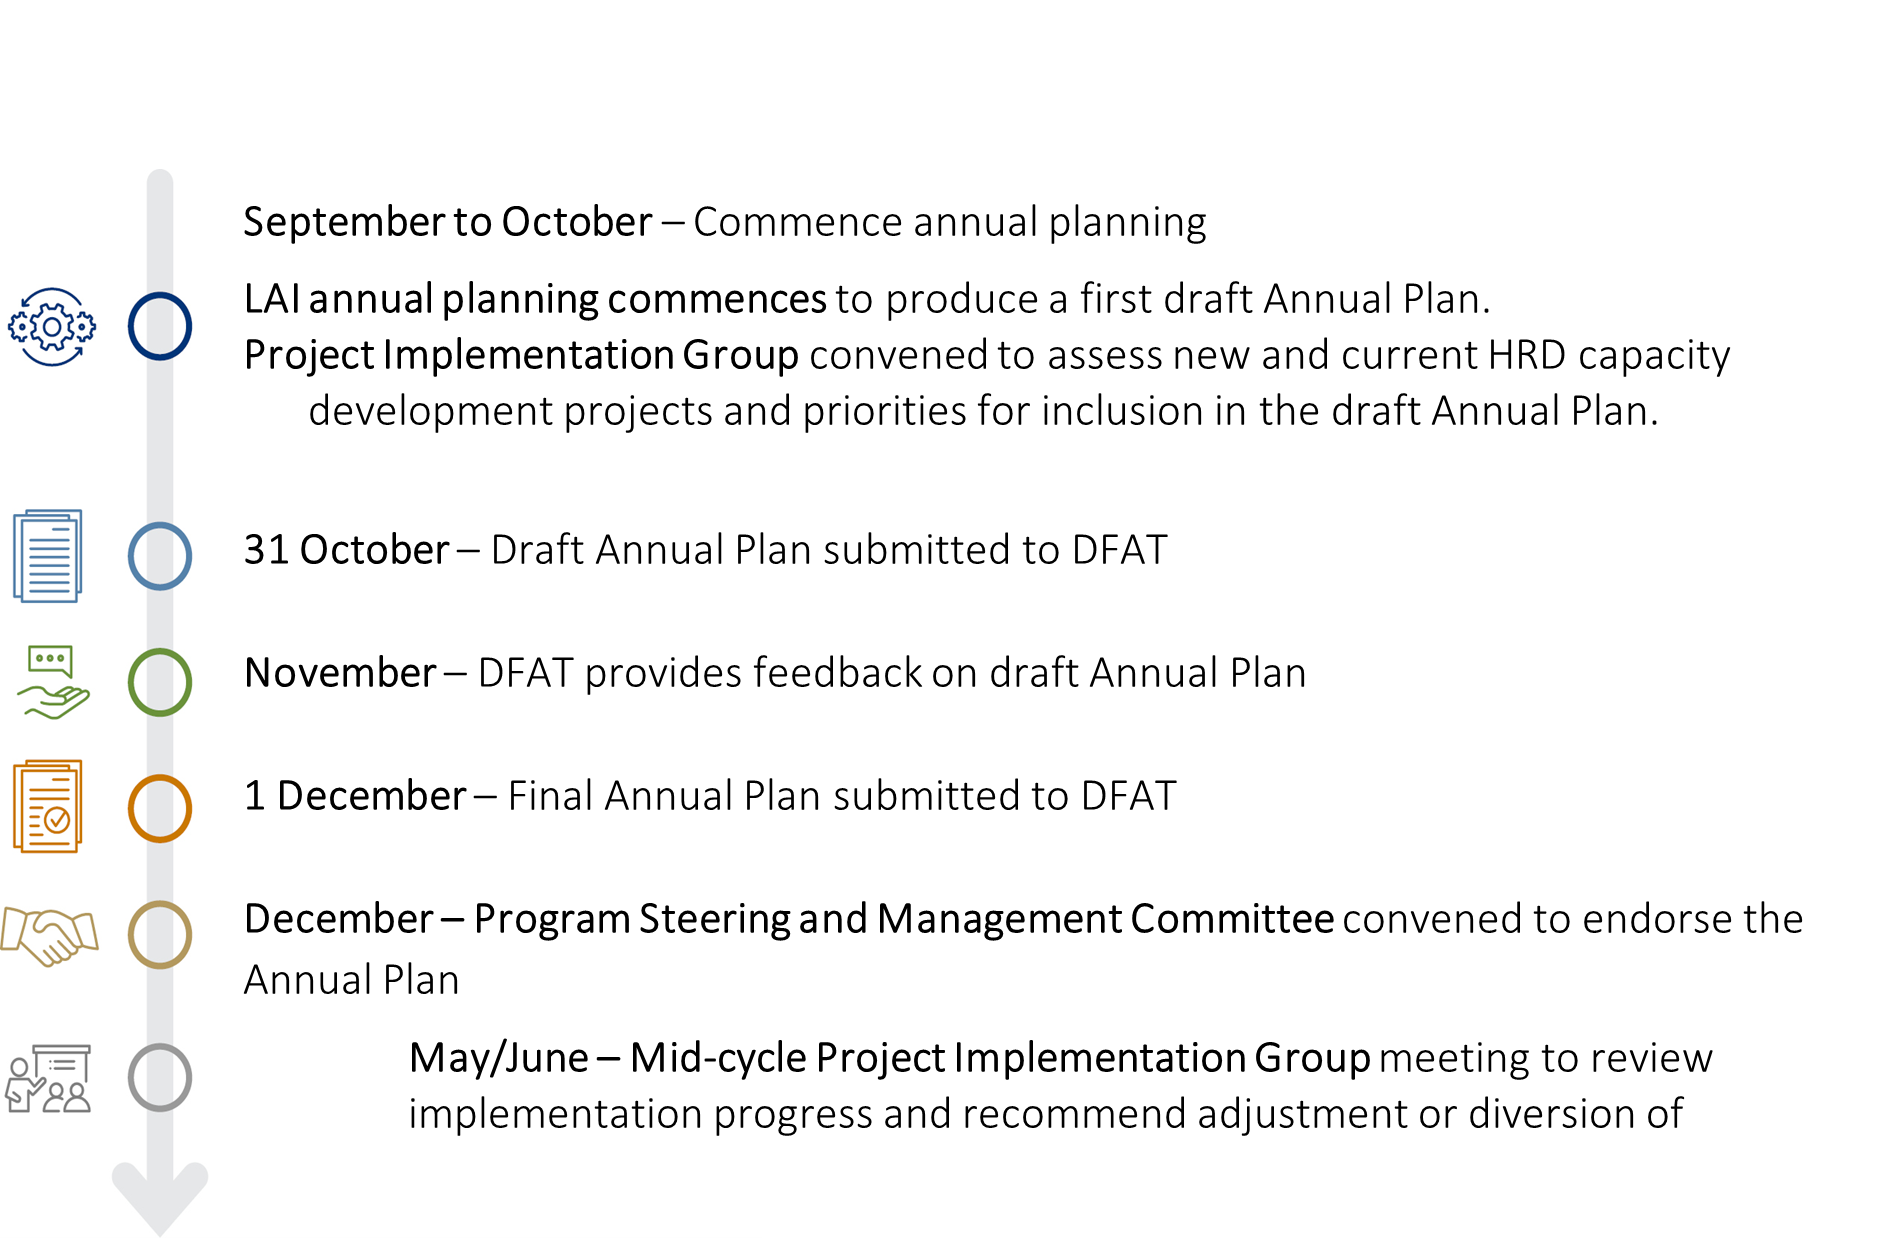 September to October – Commence annual planning
LAI annual planning commences to produce a first draft Annual Plan.
Project Implementation Group convened to assess new and current HRD capacity
development projects and priorities for inclusion in the draft Annual Plan.
31 October – Draft Annual Plan submitted to DFAT
November – DFAT provides feedback on draft Annual Plan
1 December – Final Annual Plan submitted to DFAT
December – Program Steering and Management Committee convened to endorse the
Annual Plan
May/June – Mid-cycle Project Implementation Group meeting to review
implementation progress and recommend adjustment or diversion of